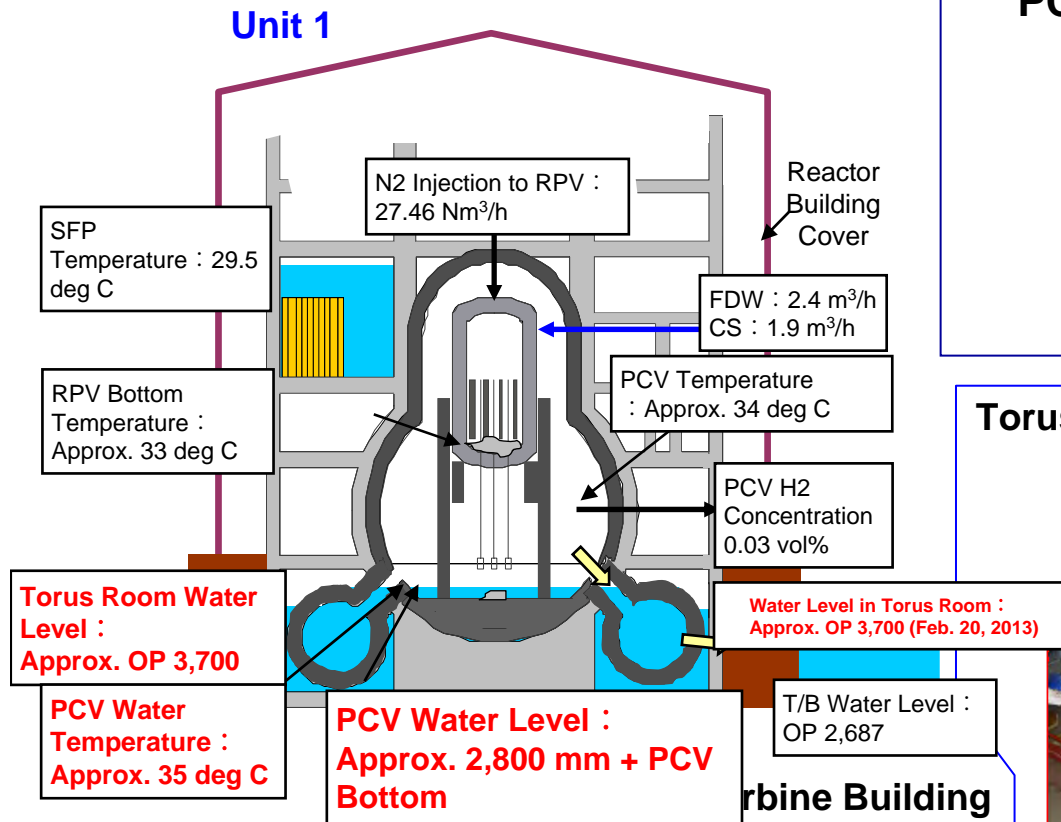 Unit 1
PC
N2 Injection to RPV：
27.46 Nm³/h
Reactor
Building
Cover
SFP
Temperature：29.5
deg C
FDW：2.4 m³/h
CS：1.9 m³/h
RPV Bottom
Temperature：
Approx. 33 deg C
PCV Temperature
：Approx. 34 deg C
Torus
PCV H2
Concentration
0.03 vol%
Torus Room Water
Level：
Approx. OP 3,700
Water Level in Torus Room：
Approx. OP 3,700 (Feb. 20, 2013)
PCV Water
Temperature：
Approx. 35 deg C
PCV Water Level：
Approx. 2,800 mm + PCV
Bottom
T/B Water Level：
OP 2,687
rbine Building